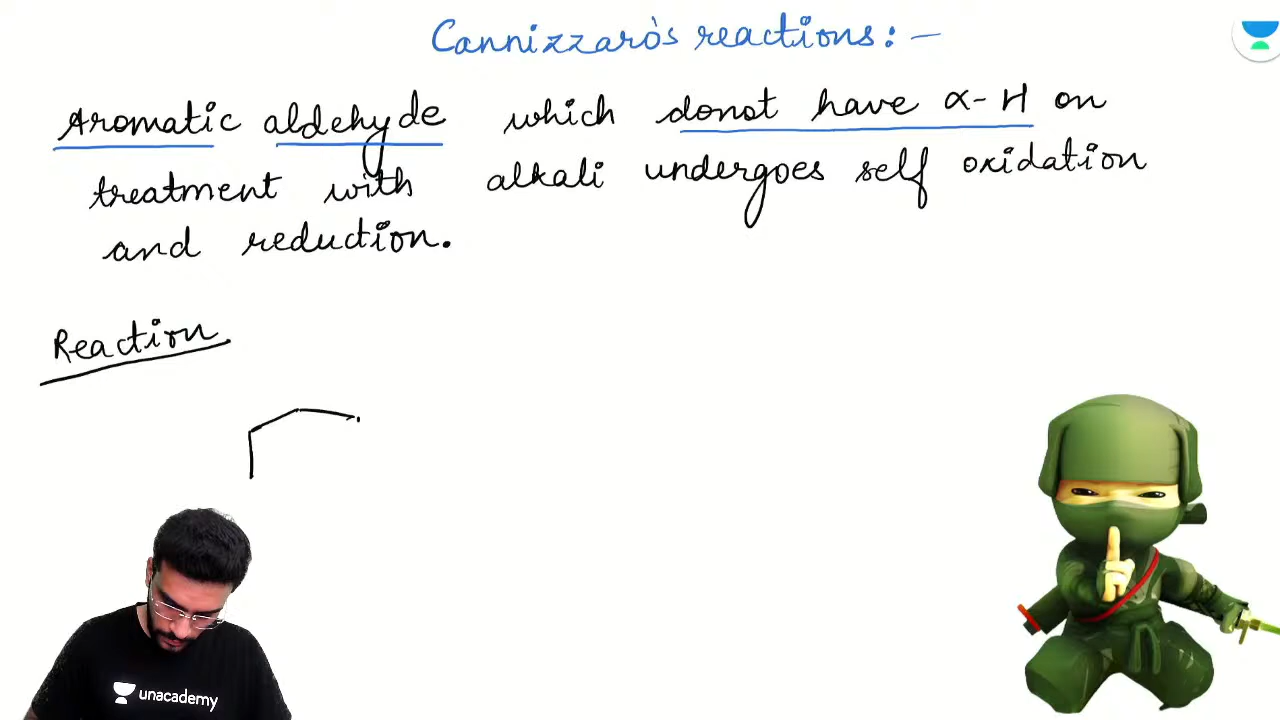 Cannizzaro's reactions:-
Aromatic aldehyde which donot have α-H on
treatment with alkali undergoes self oxidation
and reduction.
Reaction
unacademy